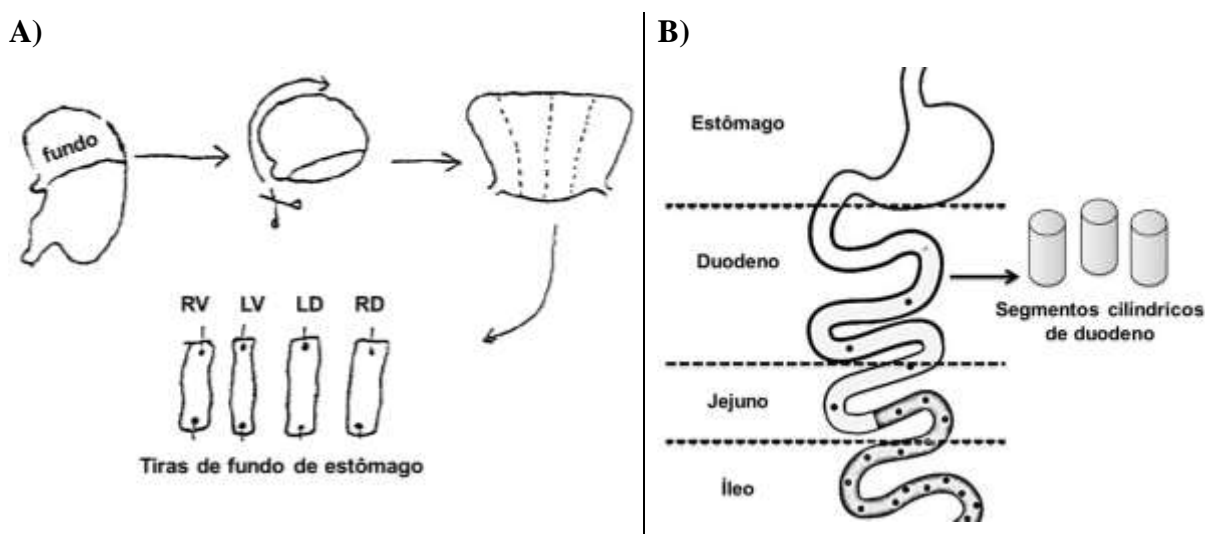 A)
fundo
RV LV LD RD
Tiras de fundo de estômago
B)
Estômago
Duodeno
Segmentos cilíndricos
de duodeno
Jejuno
Íleo